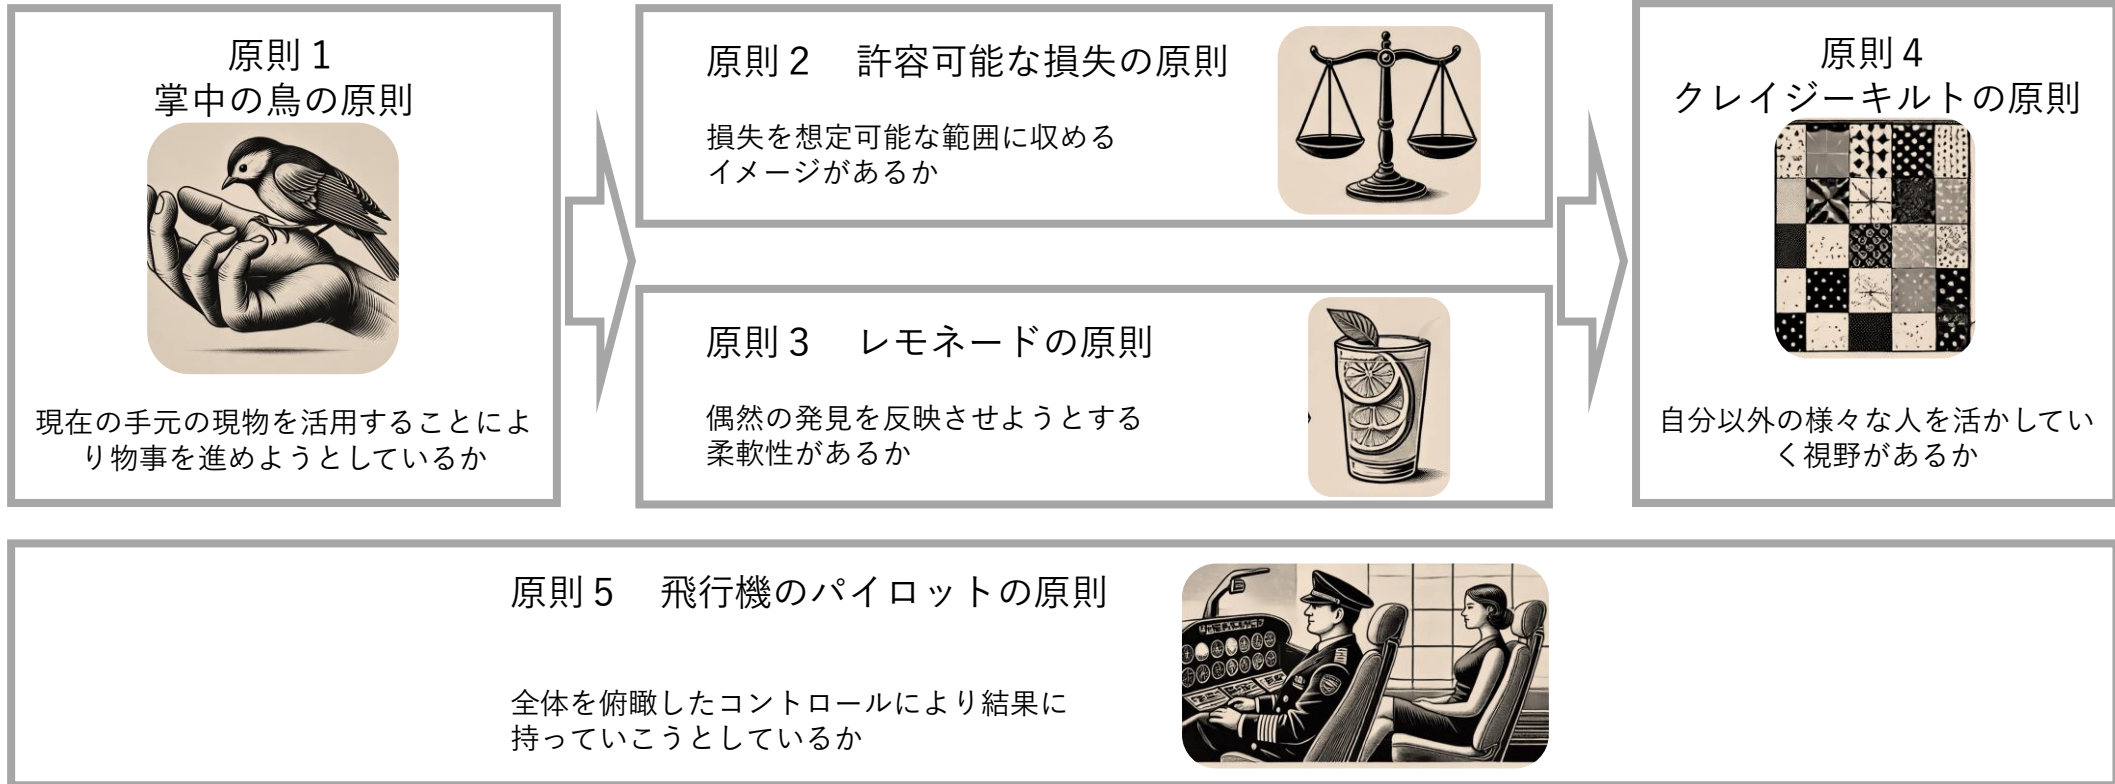 原則1
掌中の鳥の原則
現在の手元の現物を活用することによ
り物事を進めようとしているか
原則2　許容可能な損失の原則
損失を想定可能な範囲に収める
イメージがあるか
原則3　レモネードの原則
偶然の発見を反映させようとする
柔軟性があるか
原則4
クレイジーキルトの原則
自分以外の様々な人を活かしてい
く視野があるか
原則5　飛行機のパイロットの原則
全体を俯瞰したコントロールにより結果に
持っていこうとしているか